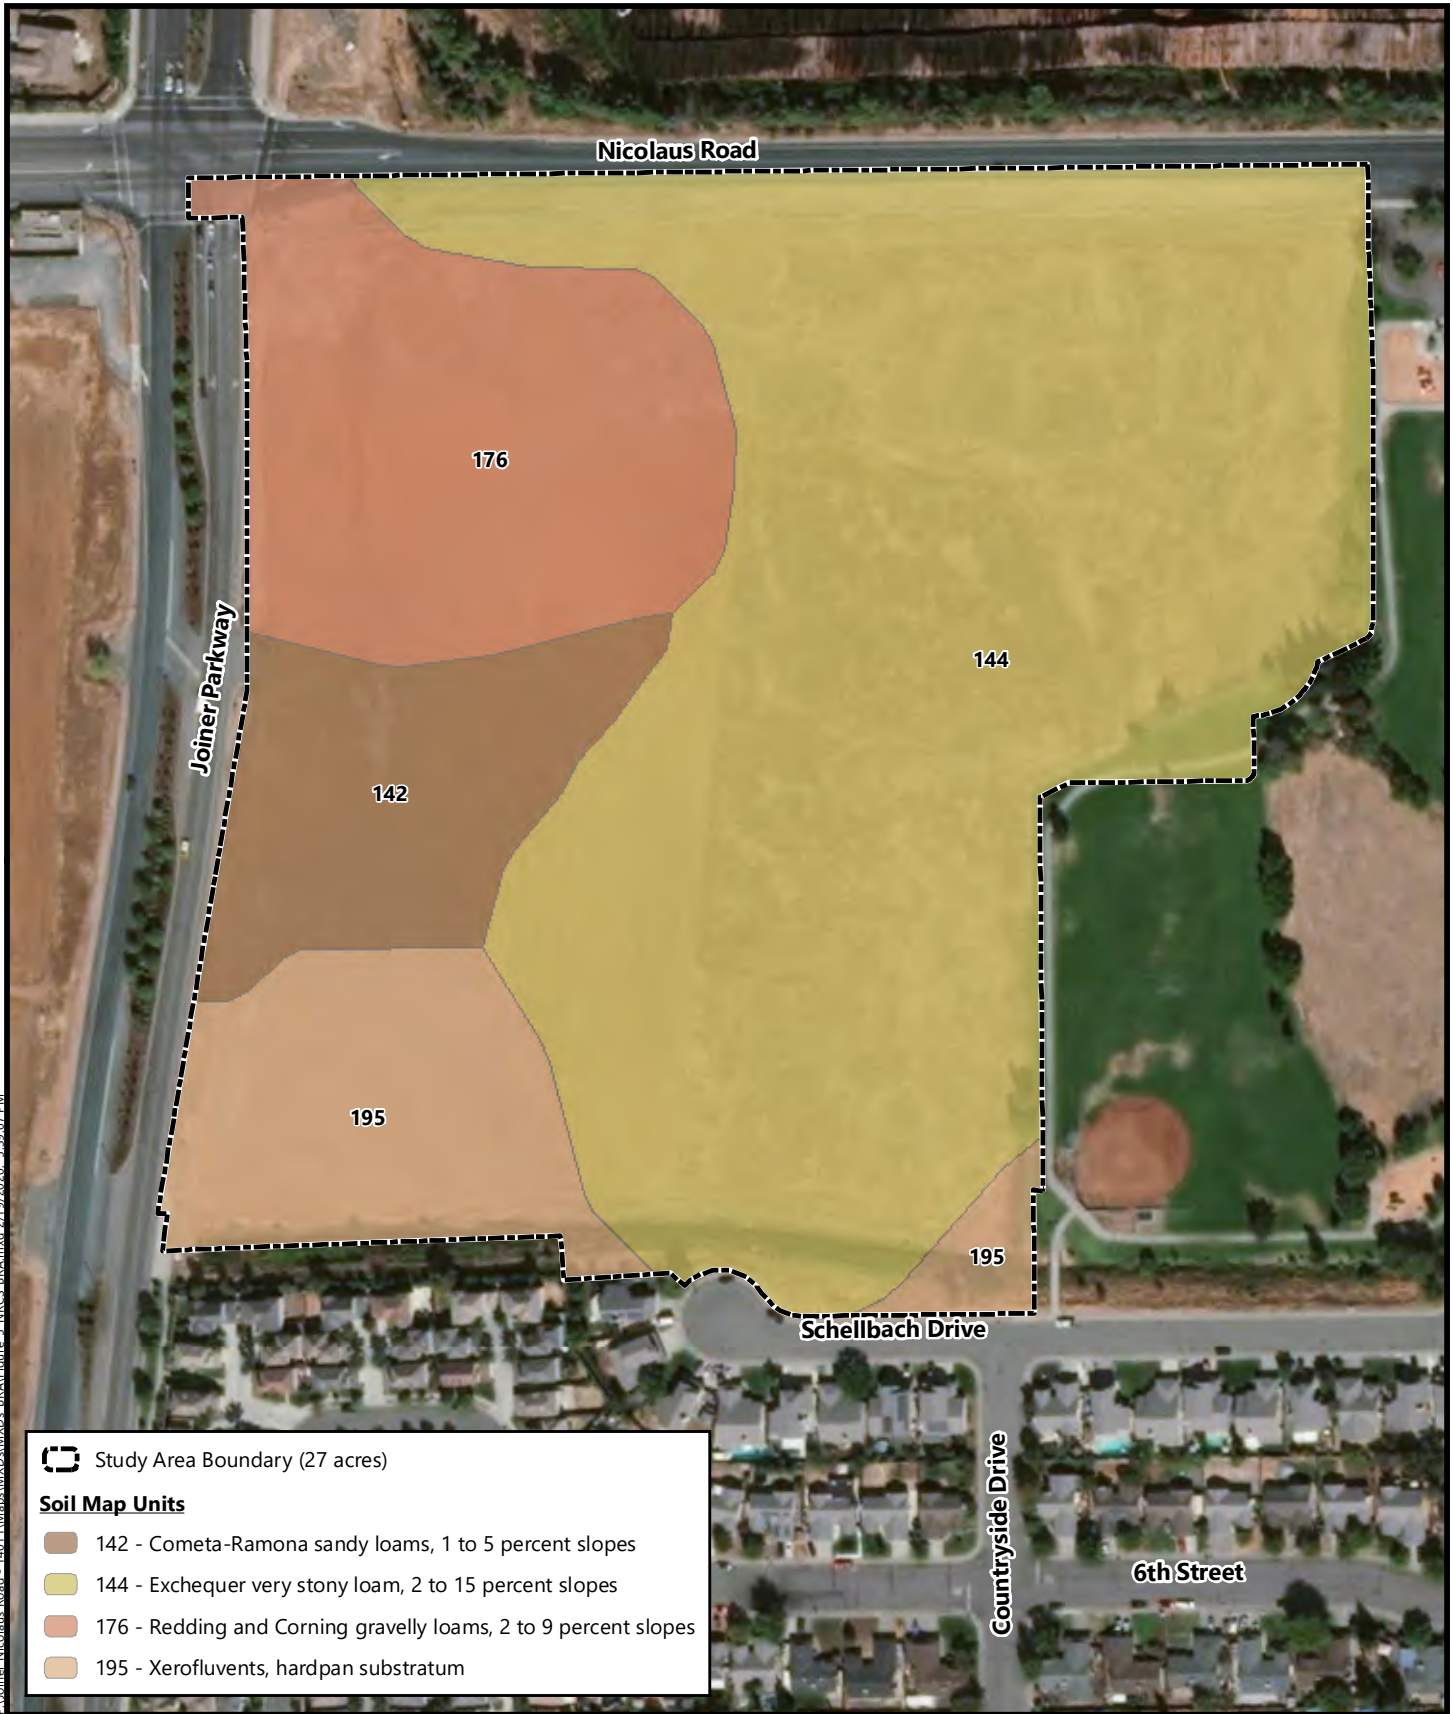 Nicolaus Road
176
144
Joiner Parkway
142
195
195
Schellbach Drive
Countryside Drive
6th Street
Study Area Boundary (27 acres)
Soil Map Units
142 - Cometa-Ramona sandy loams, 1 to 5 percent slopes
144 - Exchequer very stony loam, 2 to 15 percent slopes
176 - Redding and Corning gravelly loams, 2 to 9 percent slopes
195 - Xerofluvents, hardpan substratum